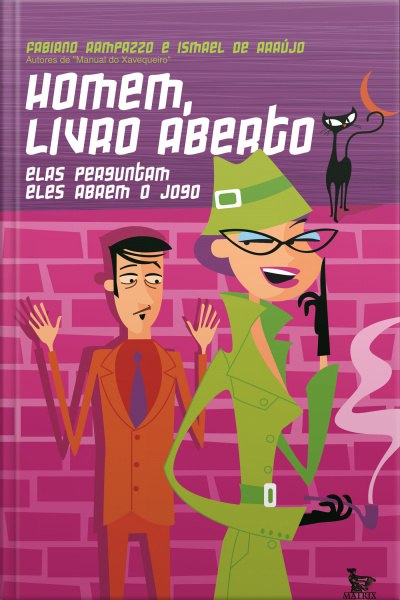 FABIANO RAMPAZZO E ISMAEL DE ARAÚJO
Autores de "Manual do Xavequeiro"
HOMEM,
LIVRO ABERTO
ELAS PERGUNTAM
ELES ABREM O JOGO
MATRIX